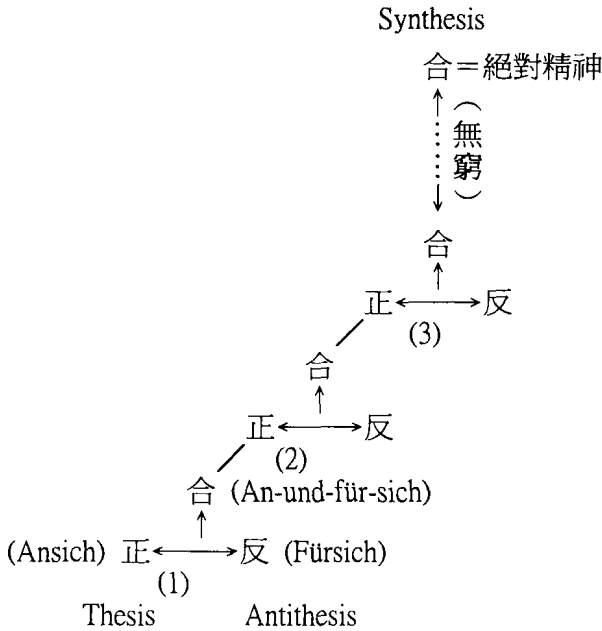 Synthesis
合＝絕對精神
（無窮）
合
正 反
(3)
合
正 反
(2)
合 (An-und-für-sich)
(Ansich) 正 反 (Fürsich)
(1)
Thesis Antithesis